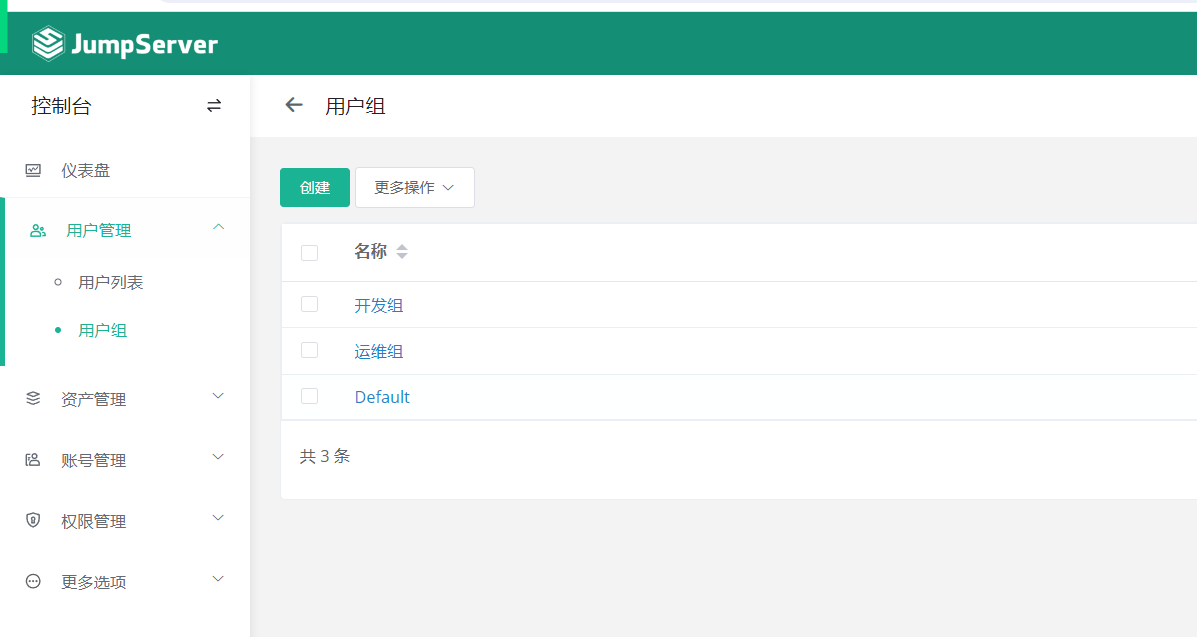 JumpServer
控制台
用户组
仪表盘
用户管理
用户列表
用户组
资产管理
账号管理
权限管理
更多选项
创建
更多操作
名称
开发组
运维组
Default
共 3 条